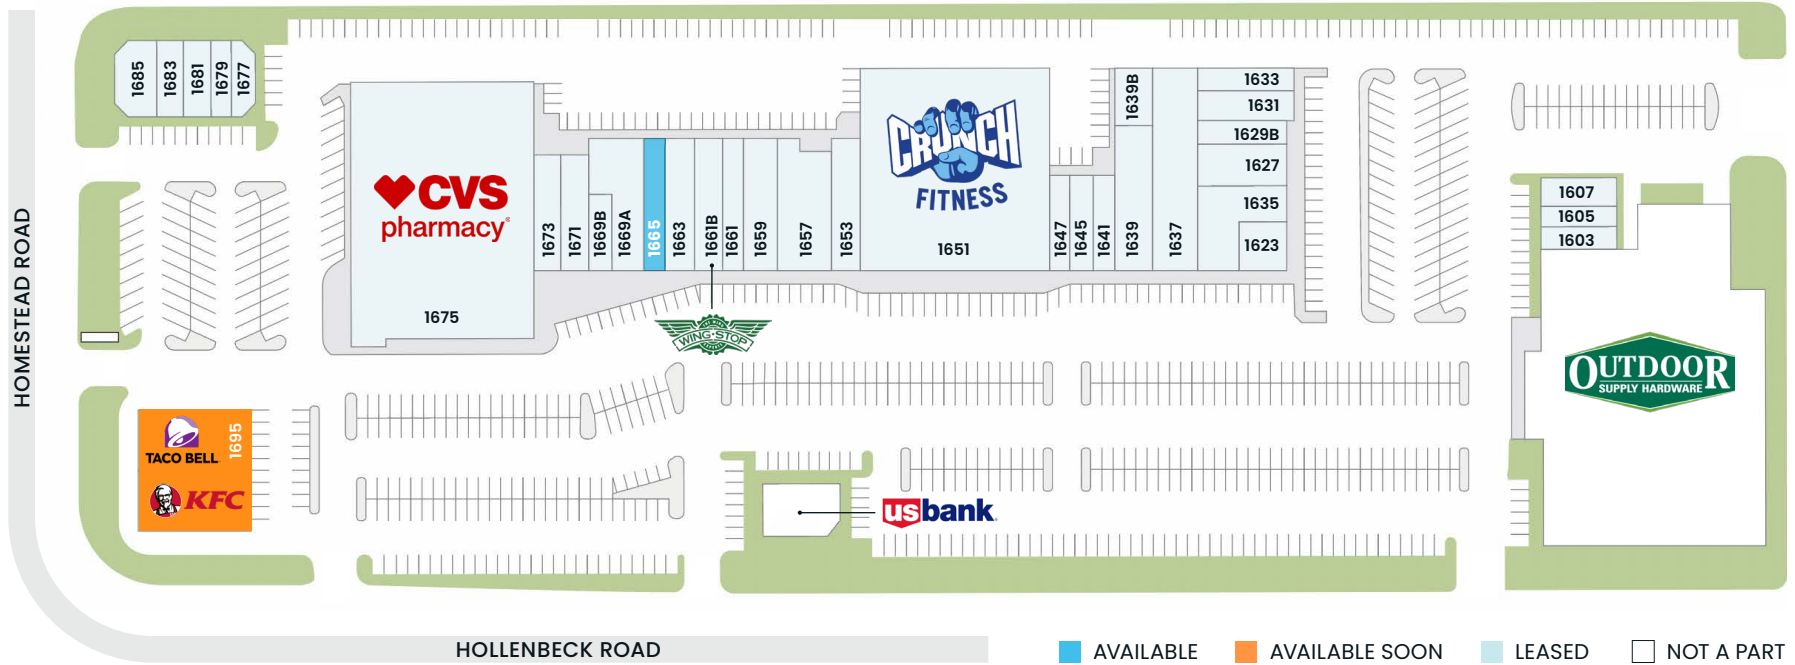 1685
1683
1681
1679
1677
CVS
pharmacy®
1675
1673
1671
1669B
1669A
1665
1663
1661B
1661
1659
1657
1653
CRUNCH
FITNESS
1651
1647
1645
1641
1639
1639B
1637
1633
1631
1629B
1627
1635
1623
1607
1605
1603
WING·STOP
OUTDOOR
SUPPLY HARDWARE
TACO BELL
KFC
1695
usbank
HOMESTEAD ROAD
HOLLENBECK ROAD
AVAILABLE
AVAILABLE SOON
LEASED
NOT A PART